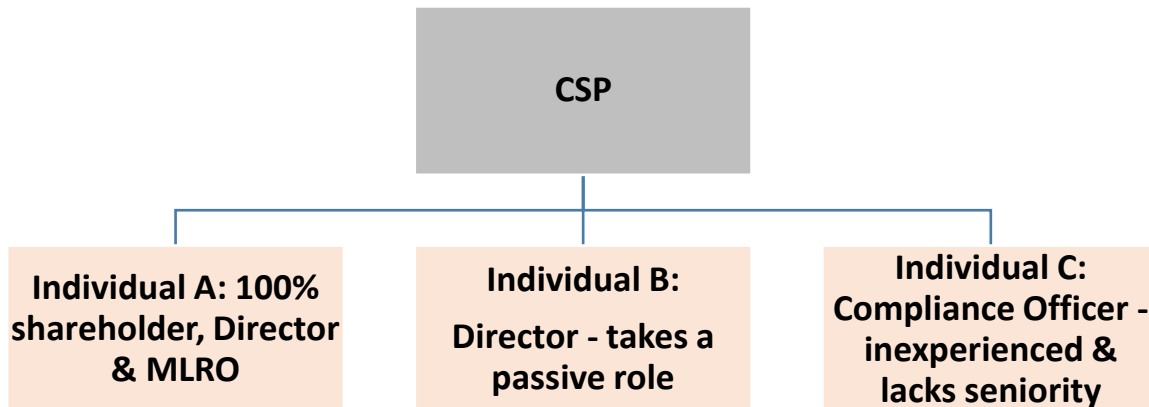 CSP
Individual A: 100%
shareholder, Director
& MLRO
Individual B:
Director - takes a
passive role
Individual C:
Compliance Officer -
inexperienced &
lacks seniority